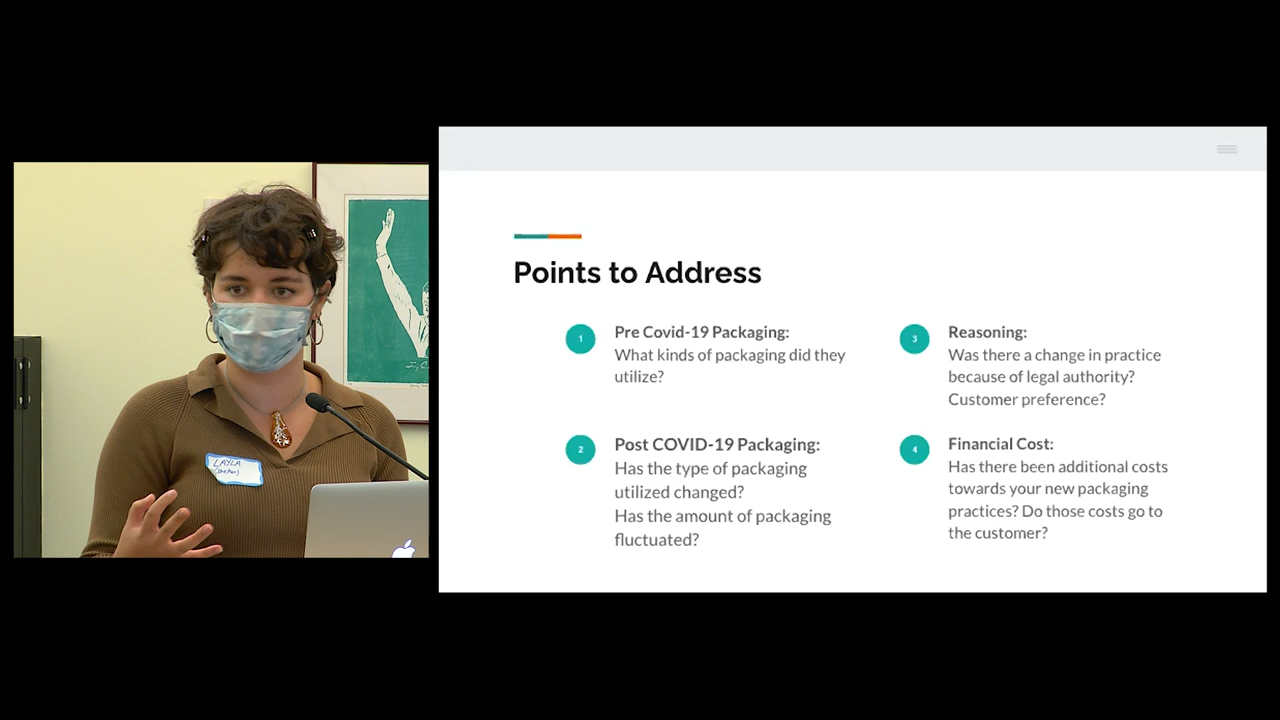 LAYLA
Points to Address
1
Pre Covid-19 Packaging:
What kinds of packaging did they
utilize?
2
Post COVID-19 Packaging:
Has the type of packaging
utilized changed?
Has the amount of packaging
fluctuated?
3
Reasoning:
Was there a change in practice
because of legal authority?
Customer preference?
4
Financial Cost:
Has there been additional costs
towards your new packaging
practices? Do those costs go to
the customer?